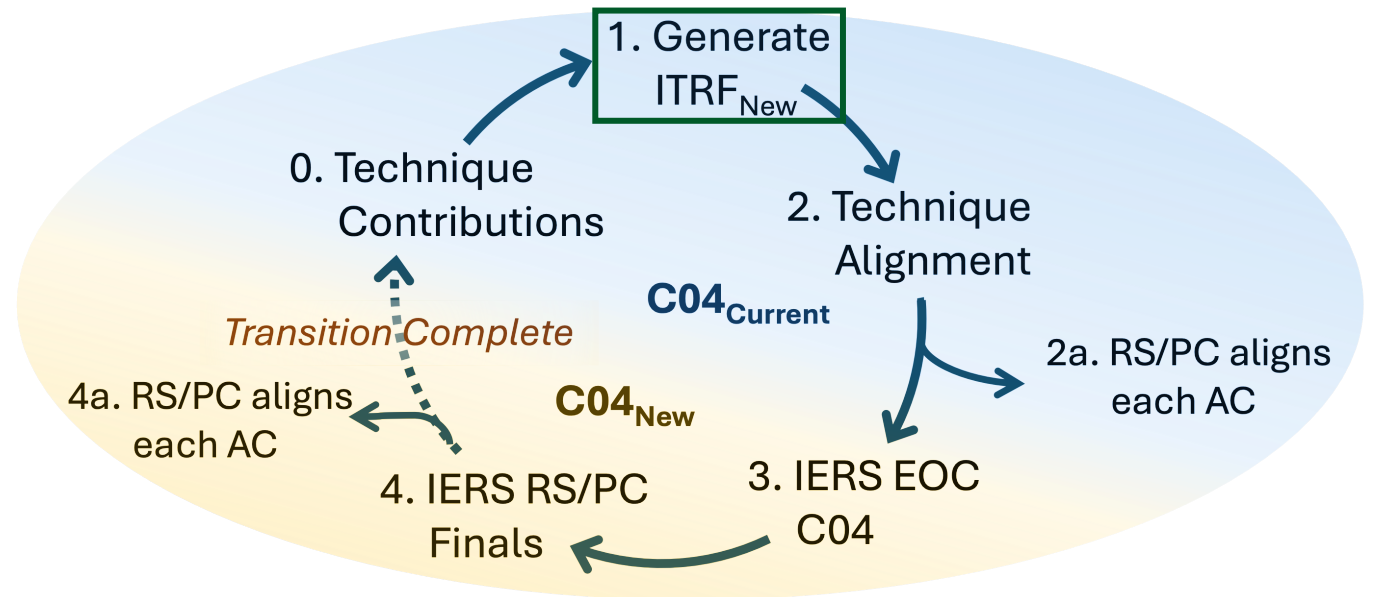 1. Generate
ITRFNew
0. Technique
Contributions
2. Technique
Alignment
C04Current
Transition Complete
2a. RS/PC aligns
each AC
4a. RS/PC aligns
each AC
C04New
4. IERS RS/PC
Finals
3. IERS EOC
C04